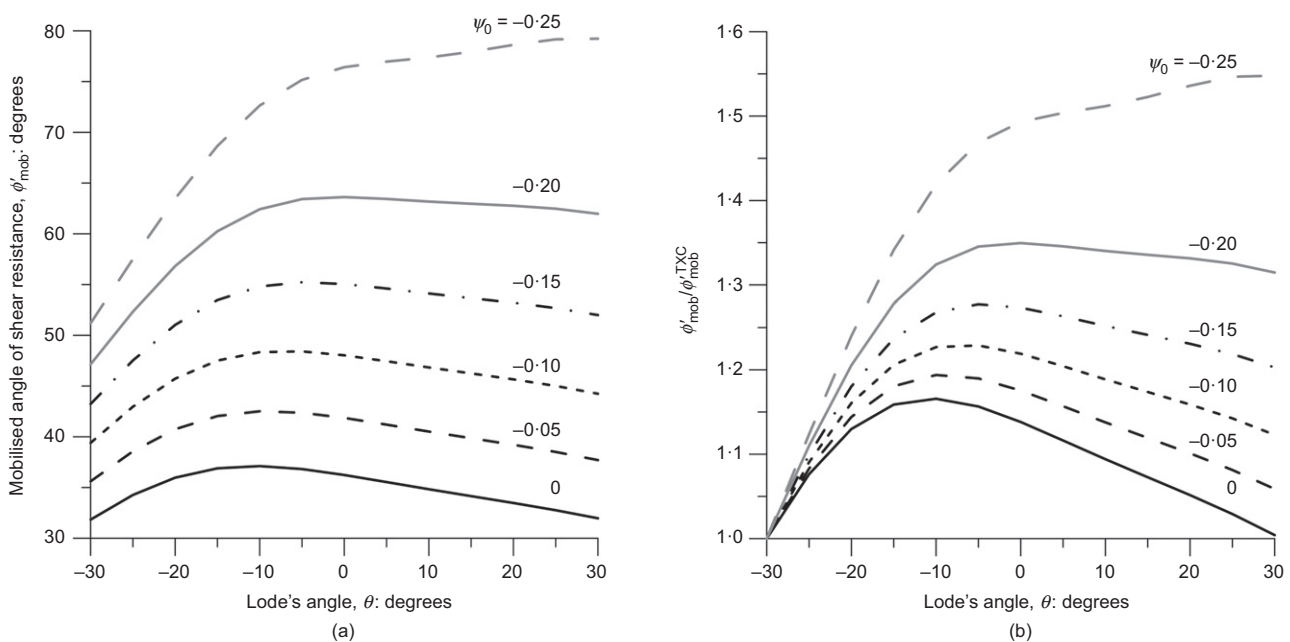 80
70
60
50
40
30
Mobilised angle of shear resistance, ϕ′mob: degrees
ψ0 = –0·25
–0·20
–0·15
–0·10
–0·05
0
–30 –20 –10 0 10 20 30
Lode's angle, θ: degrees
(a)
1·6
1·5
1·4
1·3
1·2
1·1
1·0
ϕ′mob/ϕ′mobTXC
ψ0 = –0·25
–0·20
–0·15
–0·10
–0·05
0
–30 –20 –10 0 10 20 30
Lode's angle, θ: degrees
(b)